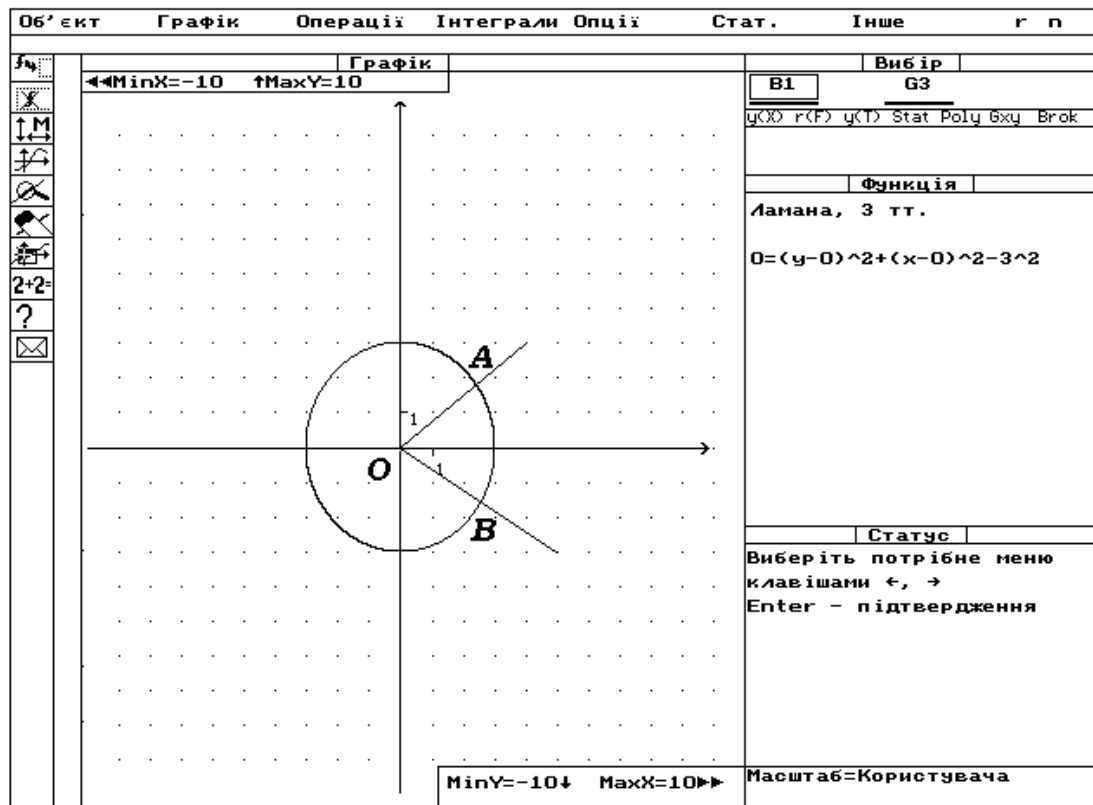 Об'єкт Графік Операції Інтеграли Опції Стат. Інше r n
Графік
◄◄MinX=-10 ↑MaxY=10
M
2+2=
?
A
1
O
1
B
MinY=-10↓ MaxX=10►►
Вибір
B1 G3
y(X) r(F) y(T) Stat Poly Gxy Brok
Функція
Ламана, 3 тт.
0=(y-0)^2+(x-0)^2-3^2
Статус
Виберіть потрібне меню
клавішами ←, →
Enter - підтвердження
Масштаб=Користувача